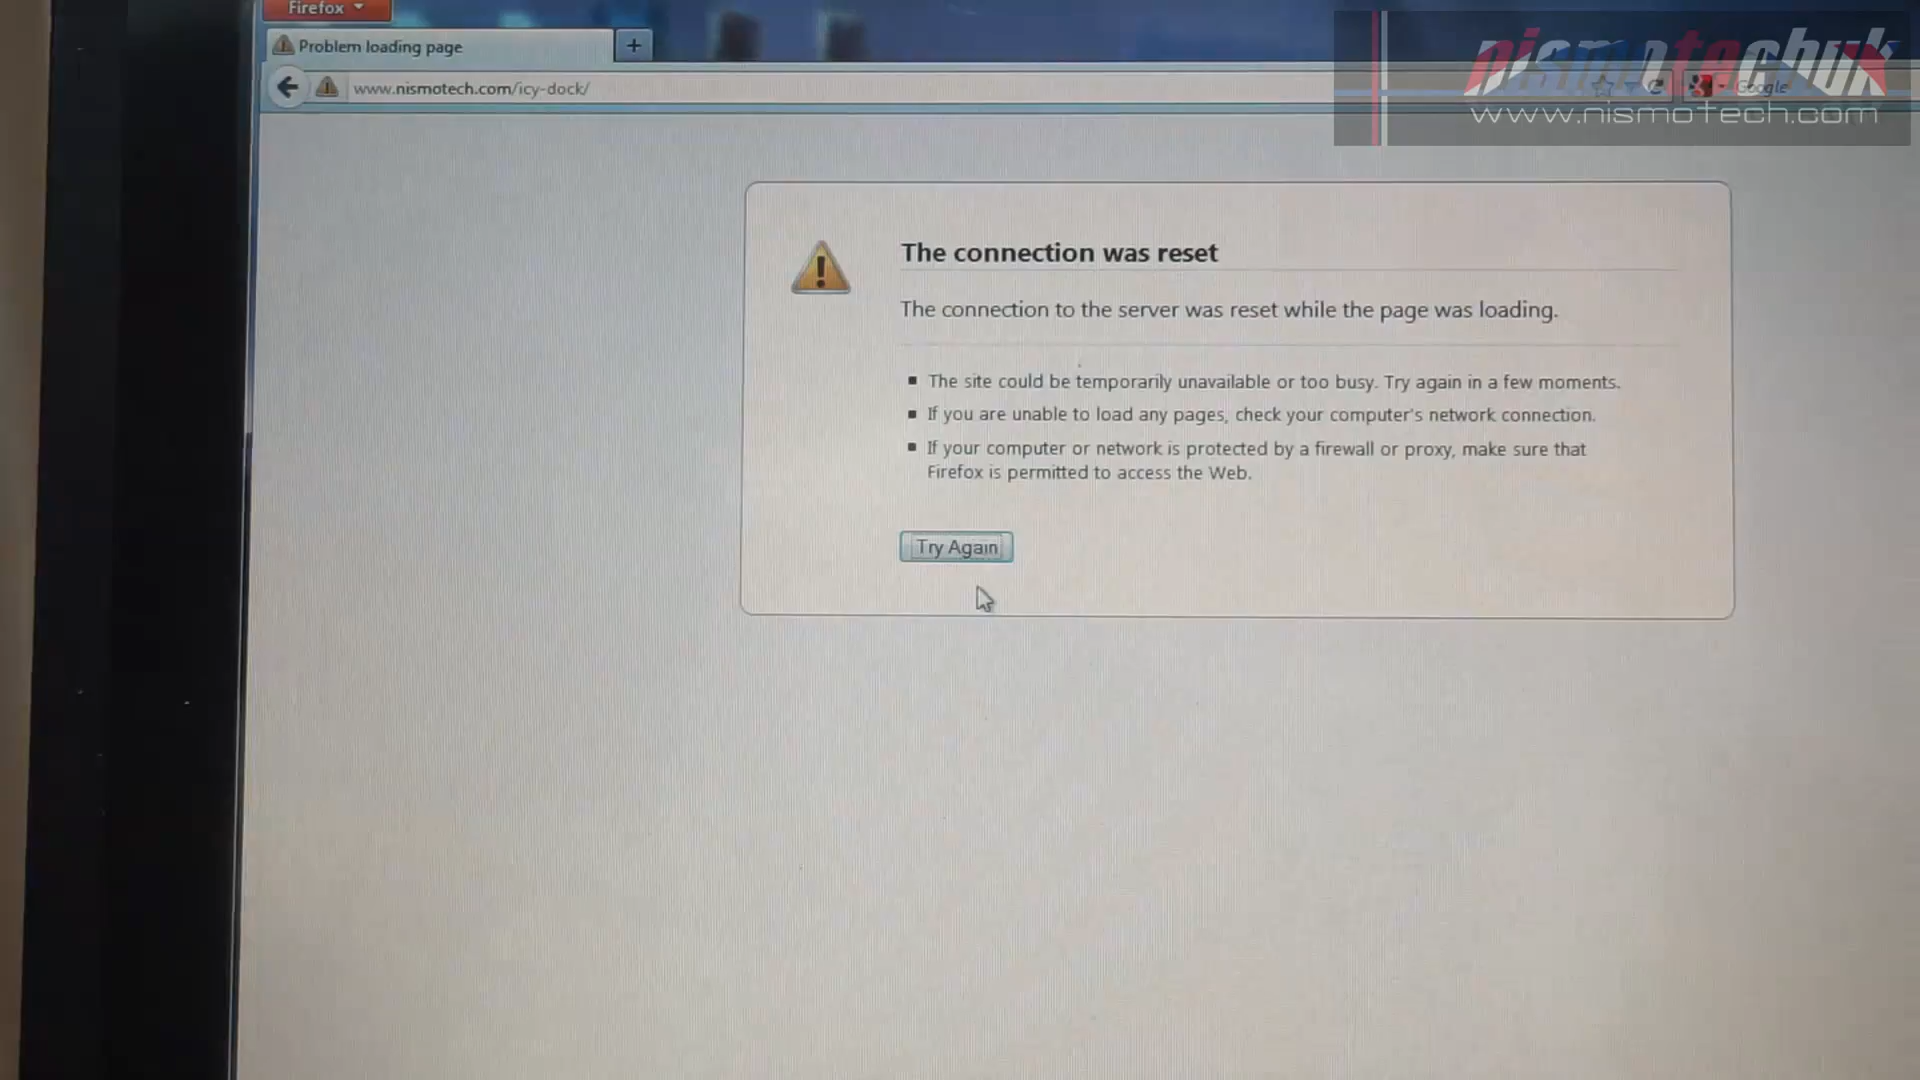 Firefox
Problem loading page
+
www.nismotech.com/icy-dock/
Google
nismotechuk
www.nismotech.com
The connection was reset
The connection to the server was reset while the page was loading.
The site could be temporarily unavailable or too busy. Try again in a few moments.
If you are unable to load any pages, check your computer's network connection.
If your computer or network is protected by a firewall or proxy, make sure that
Firefox is permitted to access the Web.
Try Again